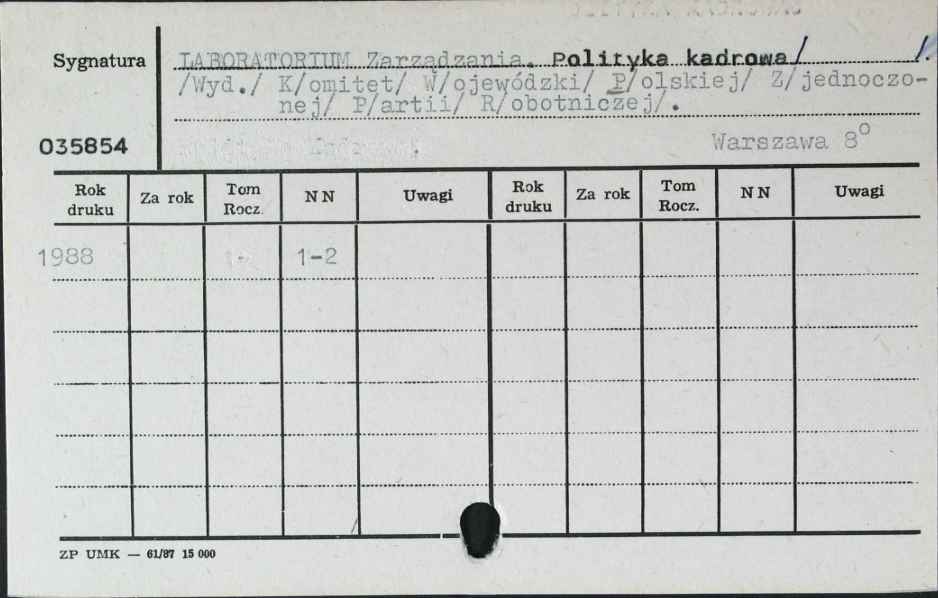 Sygnatura
LABORATORIUM Zarządzania. Polityka kadrowa/ /.
/Wyd./ K/omitet/ W/ojewódzki/ P/olskiej/ Z/jednoczo-
nej/ P/artii/ R/obotniczej/.
035854
Warszawa 8°
Rok druku Za rok Tom Rocz. NN Uwagi Rok druku Za rok Tom Rocz. NN Uwagi
1988 1-2
ZP UMK — 61/87 15 000